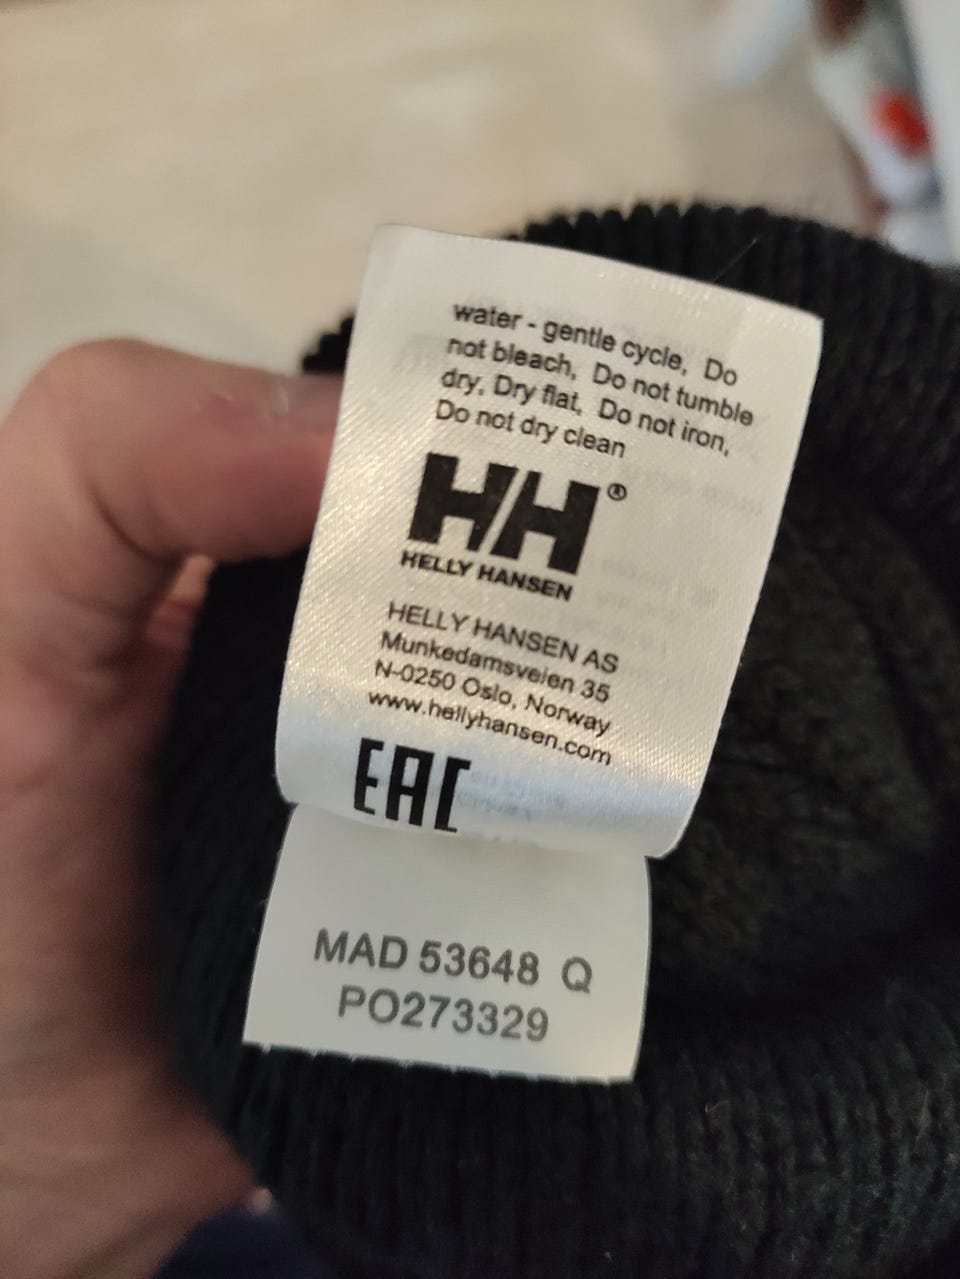 water - gentle cycle, Do
not bleach, Do not tumble
dry, Dry flat, Do not iron,
Do not dry clean
HH®
HELLY HANSEN
HELLY HANSEN AS
Munkedamsveien 35
N-0250 Oslo, Norway
www.hellyhansen.com
EAC
MAD 53648 Q
PO273329